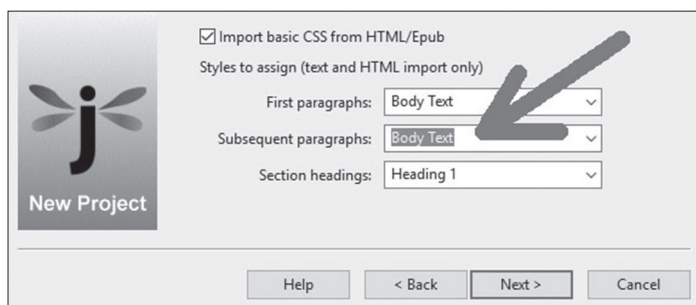 Import basic CSS from HTML/Epub
Styles to assign (text and HTML import only)
First paragraphs: Body Text
Subsequent paragraphs: Body Text
Section headings: Heading 1
j
New Project
Help < Back Next > Cancel